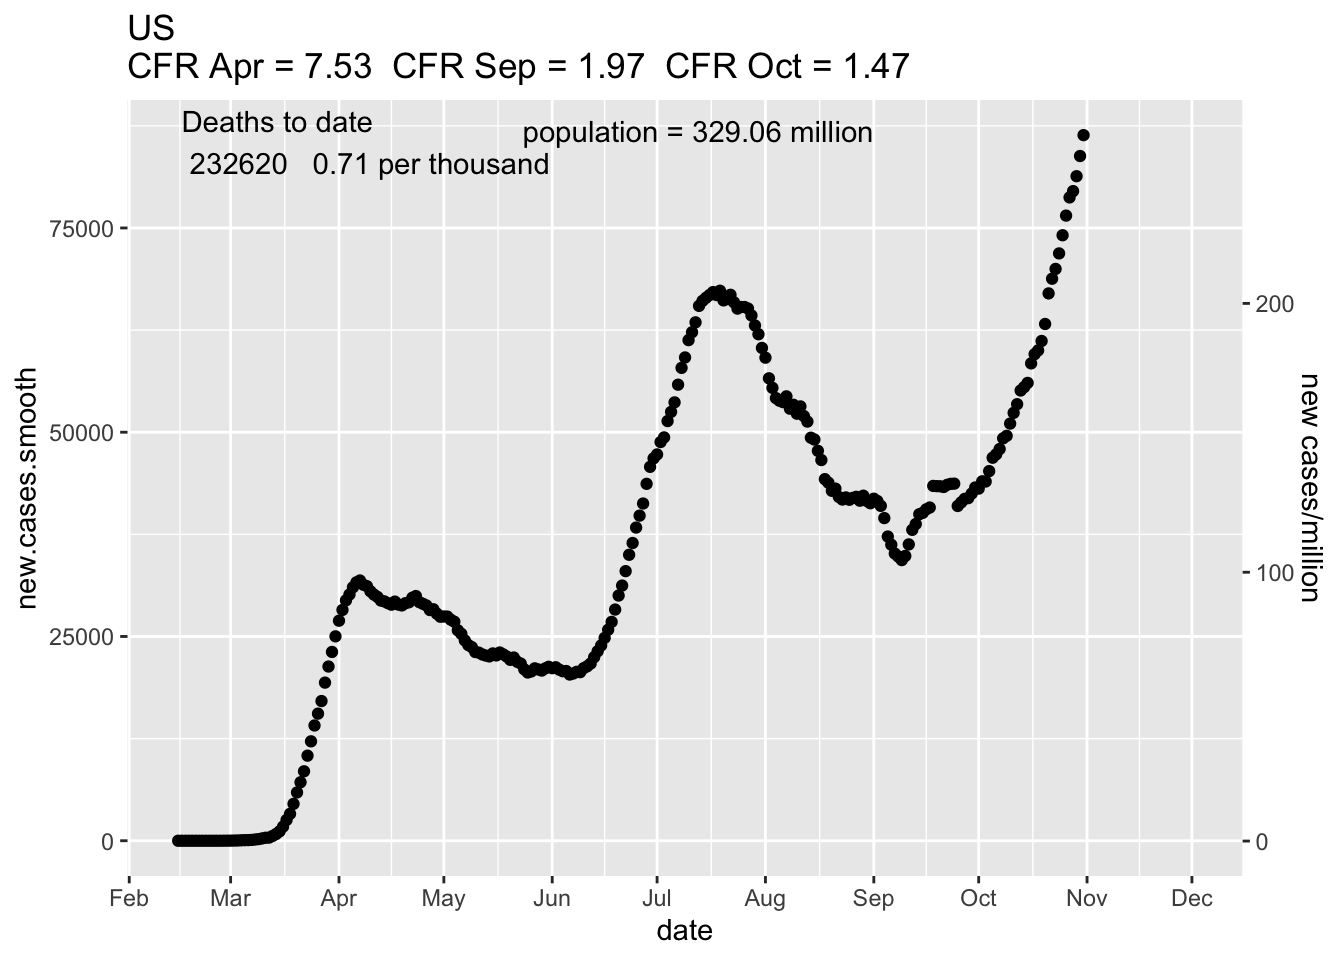 US
CFR Apr = 7.53  CFR Sep = 1.97  CFR Oct = 1.47
Deaths to date
population = 329.06 million
232620   0.71 per thousand
75000
50000
25000
0
new.cases.smooth
200
100
0
new cases/million
Feb Mar Apr May Jun Jul Aug Sep Oct Nov Dec
date